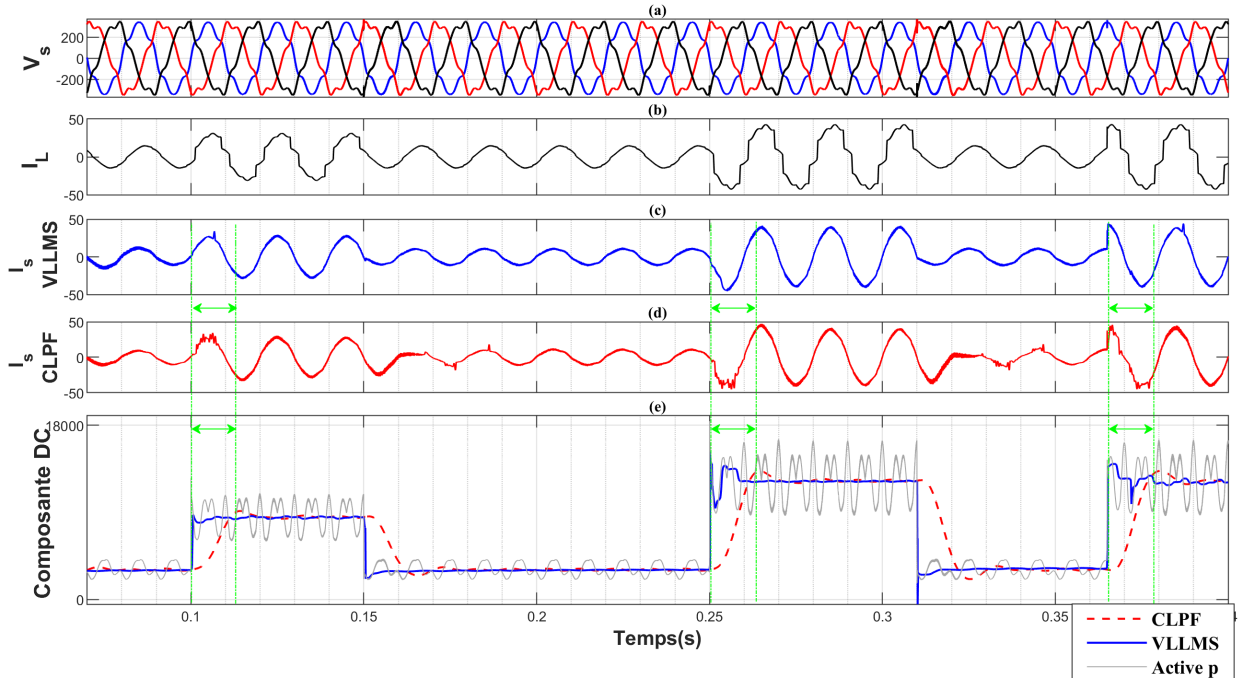 (a)
200
0
-200
V s
(b)
50
0
-50
I L
(c)
50
0
-50
I s
VLLMS
(d)
50
0
-50
I s
CLPF
(e)
18000
0
Composante DC
0.1
0.15
0.2
0.25
0.3
0.35
4
Temps(s)
CLPF
VLLMS
Active p